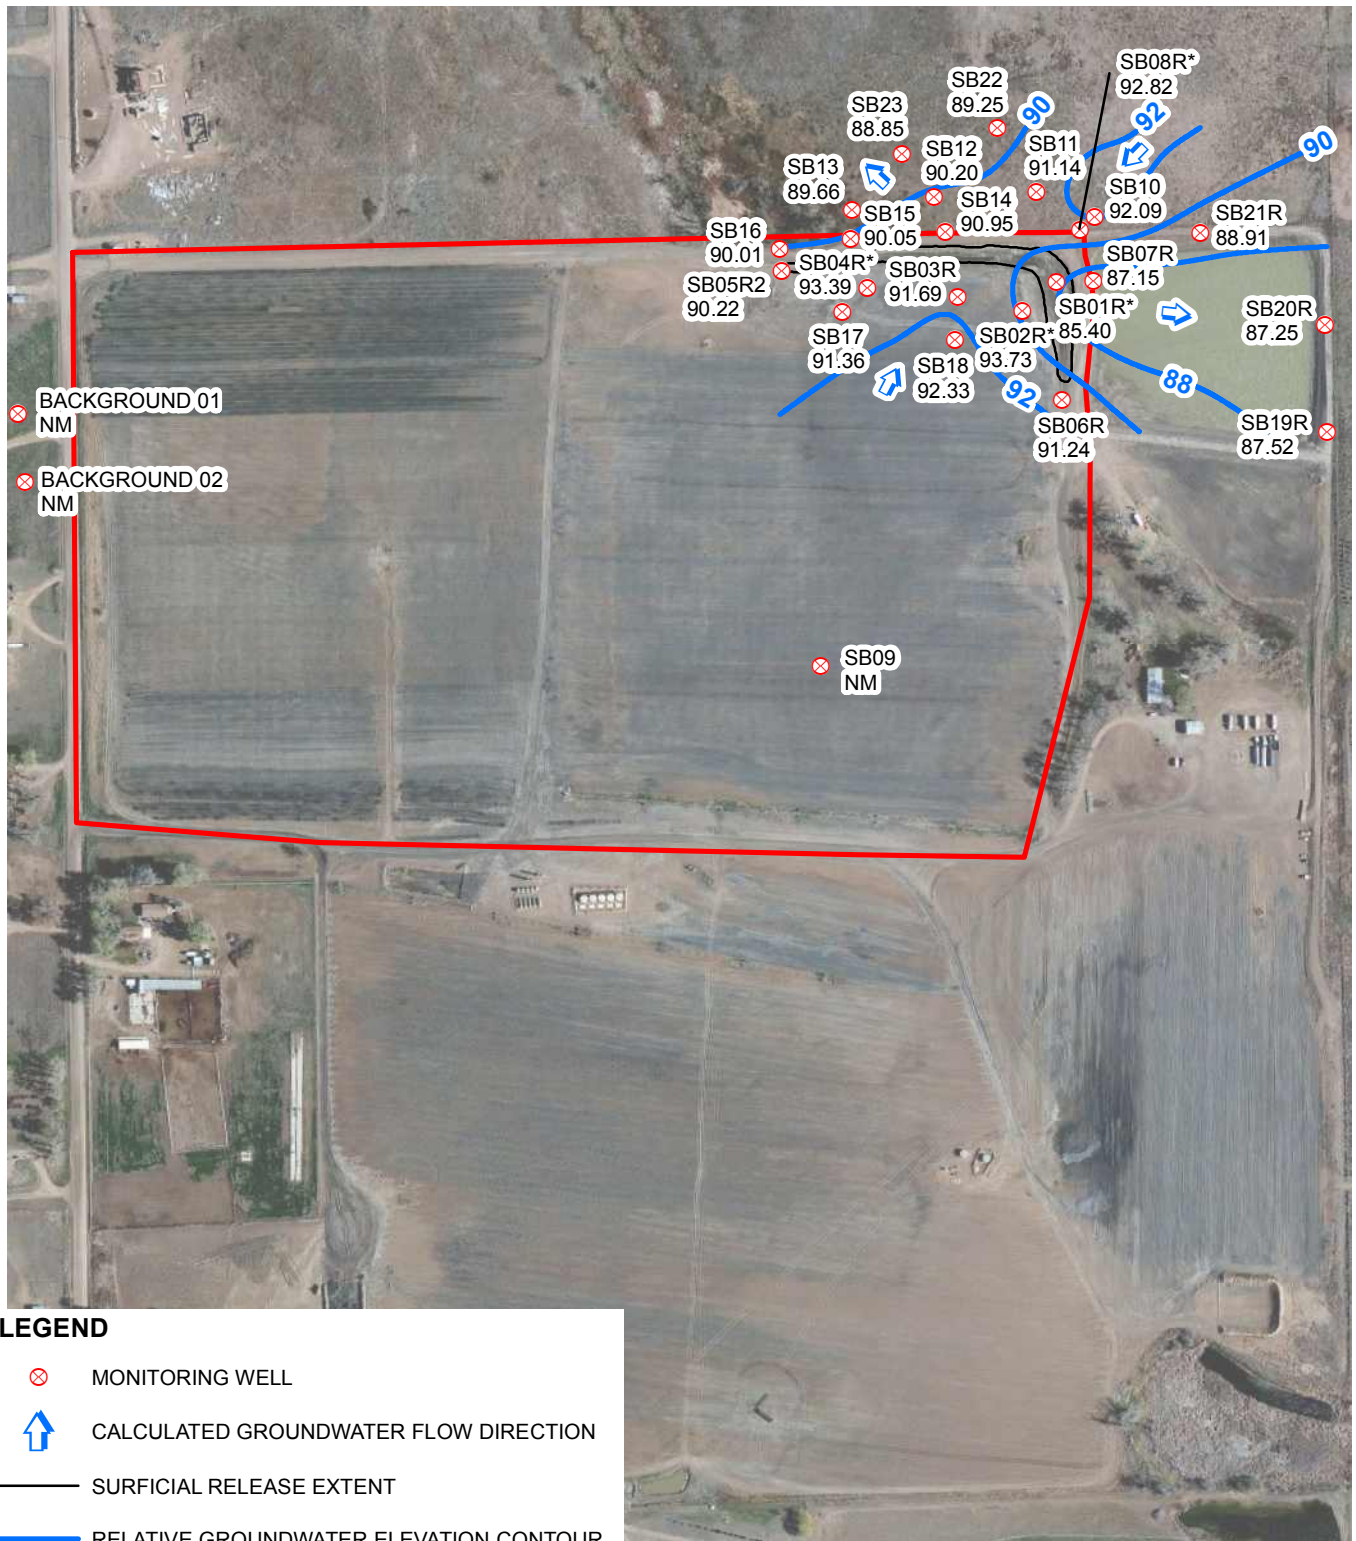 SB08R*
92.82
SB22
89.25
90
92
SB23
88.85
SB12
90.20
SB11
91.14
90
SB13
89.66
SB10
92.09
SB14
90.95
SB15
90.05
SB21R
88.91
SB16
90.01
SB07R
87.15
SB04R*
93.39
SB03R
91.69
SB05R2
90.22
SB01R*
85.40
SB20R
87.25
SB17
91.36
SB02R*
93.73
SB18
92.33
88
92
BACKGROUND 01
NM
SB06R
91.24
SB19R
87.52
BACKGROUND 02
NM
SB09
NM
LEGEND
MONITORING WELL
CALCULATED GROUNDWATER FLOW DIRECTION
SURFICIAL RELEASE EXTENT
RELATIVE GROUNDWATER ELEVATION CONTOUR